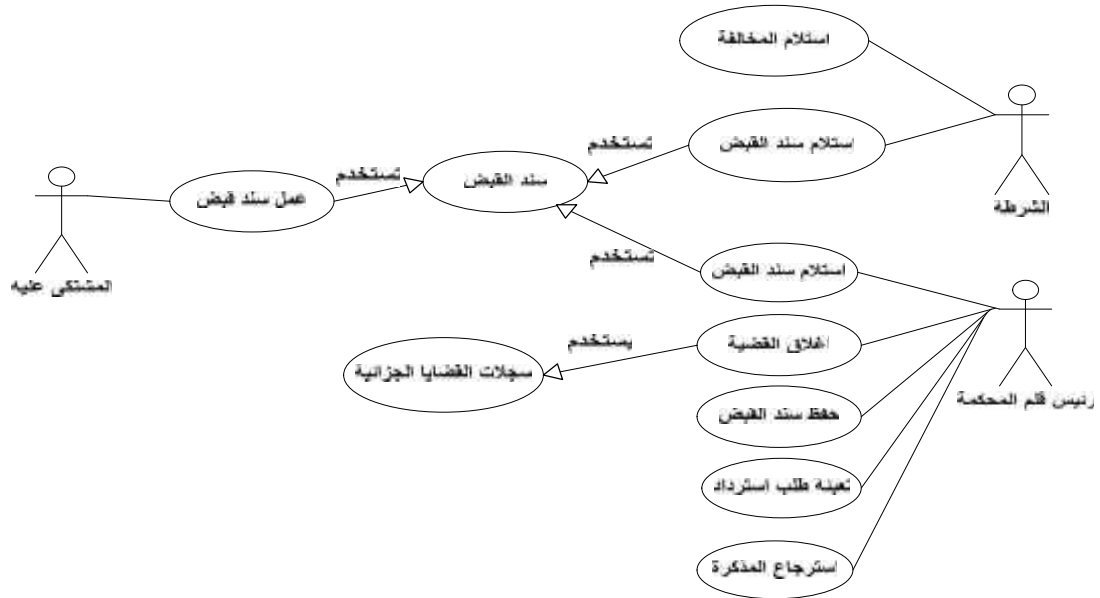 استلام المخالفة
استلام سند القبض
تستخدم
سند القبض
تستخدم
عمل سند قبض
الشرطة
المشتكى عليه
تستخدم
استلام سند القبض
يستخدم
اغلاق القضية
سجلات القضايا الجزائية
حفظ سند القبض
رئيس قلم المحكمة
تعبئة طلب استرداد
استرجاع المذكرة